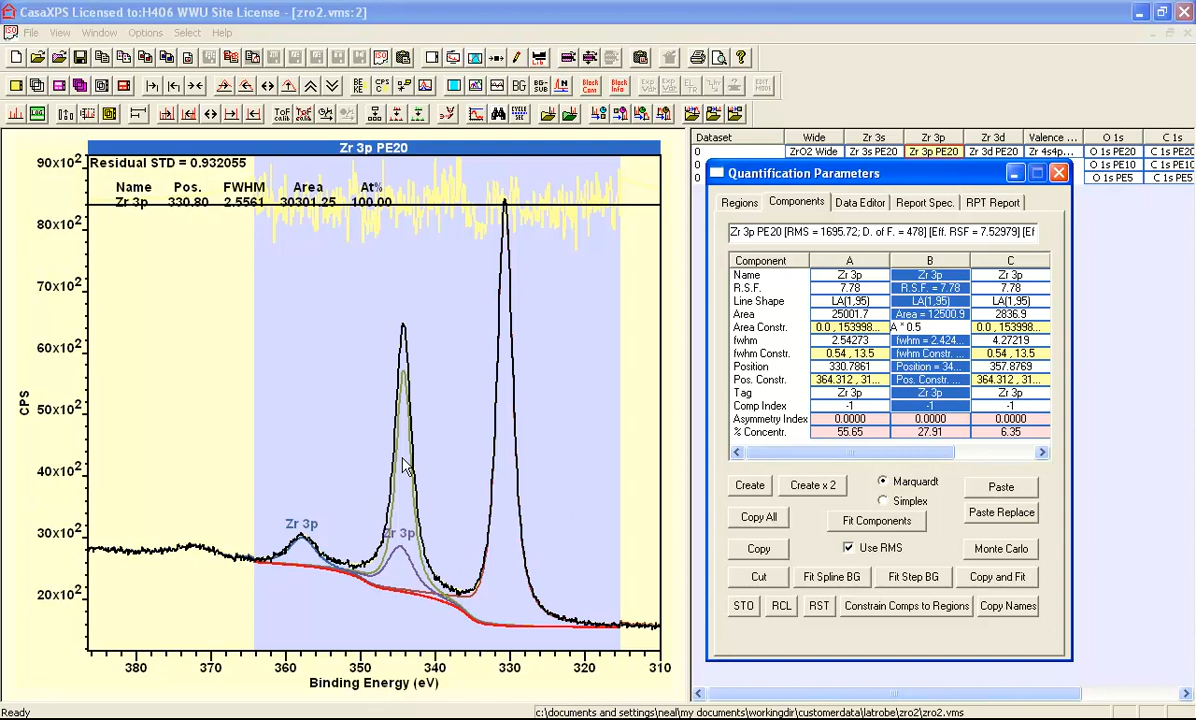 CasaXPS Licensed to:H406 WWU Site License - [zro2.vms:2]
File View Window Options Select Help
Dataset Wide Zr 3s Zr 3p Zr 3d Valence ... O 1s C 1s
0 ZrO2 Wide Zr 3s PE20 Zr 3p PE20 Zr 3d PE20 Zr 4s4p... O 1s PE20 C 1s PE20
0 O 1s PE10 C 1s PE10
0 O 1s PE5 C 1s PE5
Zr 3p PE20
Residual STD = 0.932055
Name Pos. FWHM Area At%
Zr 3p 330.80 2.5561 30301.25 100.00
90x10²
80x10²
70x10²
60x10²
50x10²
40x10²
30x10²
20x10²
CPS
Zr 3p
Zr 3p
380 370 360 350 340 330 320 310
Binding Energy (eV)
Quantification Parameters
Regions Components Data Editor Report Spec. RPT Report
Zr 3p PE20 [RMS = 1695.72; D. of F. = 478] [Eff. RSF = 7.52979] [Ef
Component A B C
Name Zr 3p Zr 3p Zr 3p
R.S.F. 7.78 R.S.F. = 7.78 7.78
Line Shape LA(1,95) LA(1,95) LA(1,95)
Area 25001.7 Area = 12500.9 2836.9
Area Constr. 0.0 , 153998... A * 0.5 0.0 , 153998...
fwhm 2.54273 fwhm = 2.424... 4.27219
fwhm Constr. 0.54 , 13.5 fwhm Constr. ... 0.54 , 13.5
Position 330.7861 Position = 34... 357.8769
Pos. Constr. 364.312 , 31... Pos. Constr. ... 364.312 , 31...
Tag Zr 3p Zr 3p Zr 3p
Comp Index -1 -1 -1
Asymmetry Index 0.0000 0.0000 0.0000
% Concentr. 55.65 27.91 6.35
Create Create x 2 Marquardt Paste
Simplex
Copy All Fit Components Paste Replace
Copy Use RMS Monte Carlo
Cut Fit Spline BG Fit Step BG Copy and Fit
STO RCL RST Constrain Comps to Regions Copy Names
Ready c:\documents and settings\neal\my documents\workingdir\customerdata\latrobe\zro2\zro2.vms